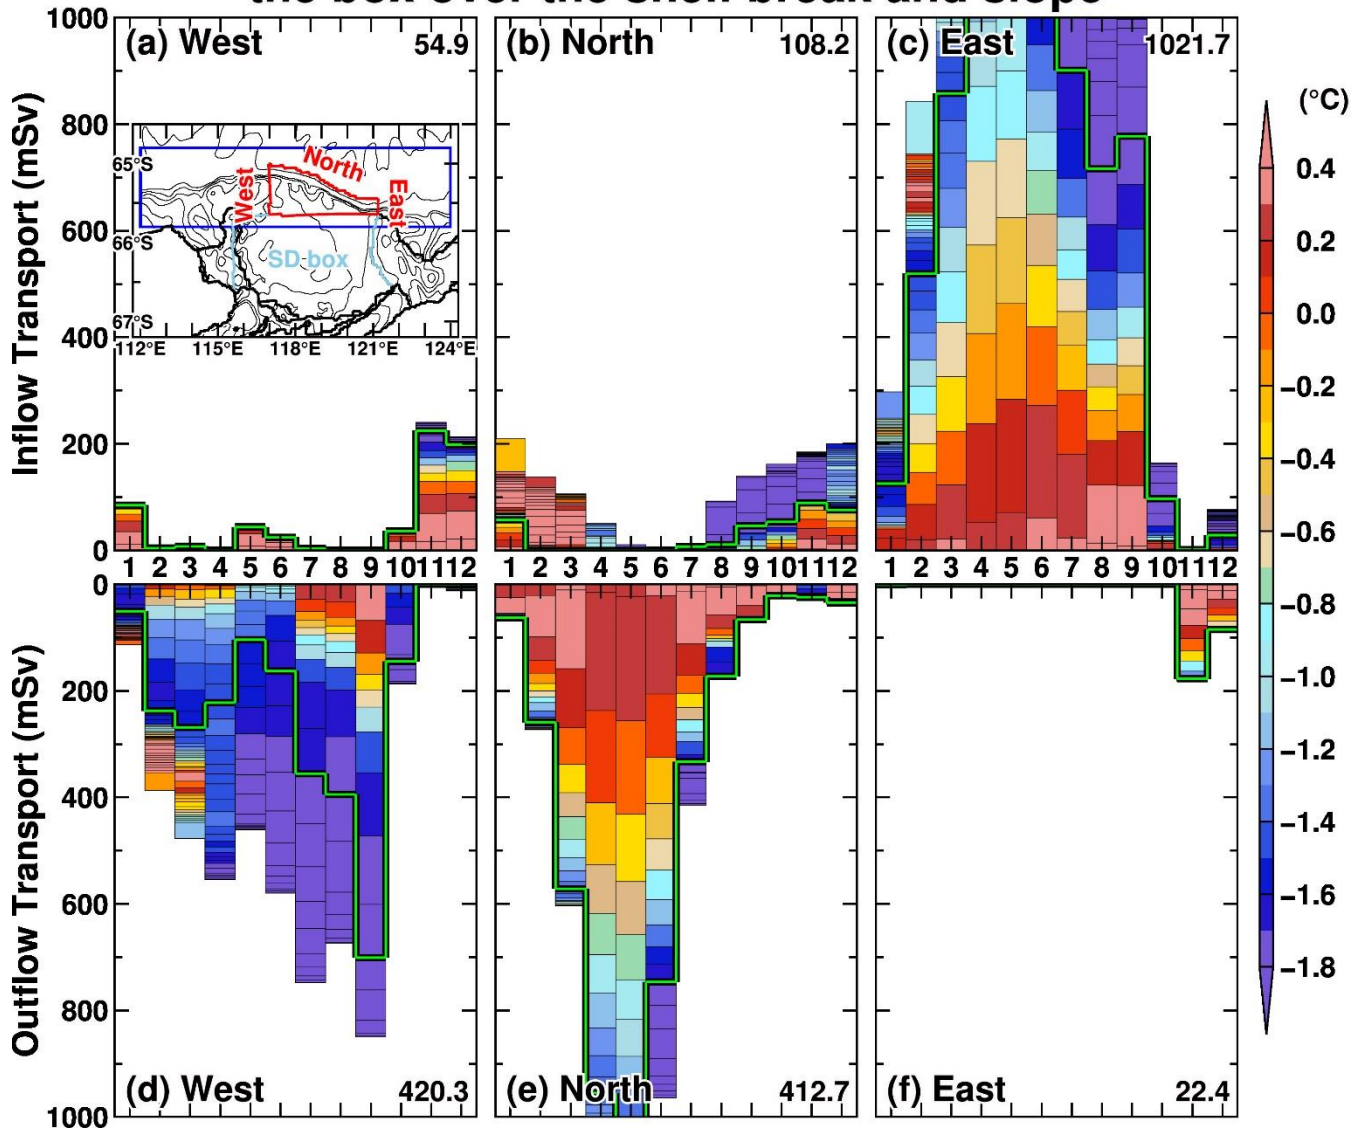 the box over the shelf break and slope
(a) West 54.9
(b) North 108.2
(c) East 1021.7
(°C)
Inflow Transport (mSv)
1000
800
600
400
200
0
65°S
66°S
67°S
112°E 115°E 118°E 121°E 124°E
West
North
East
SD box
0.4
0.2
0.0
−0.2
−0.4
−0.6
−0.8
−1.0
−1.2
−1.4
−1.6
−1.8
1 2 3 4 5 6 7 8 9 10 11 12
1 2 3 4 5 6 7 8 9 10 11 12
1 2 3 4 5 6 7 8 9 10 11 12
Outflow Transport (mSv)
0
200
400
600
800
1000
(d) West 420.3
(e) North 412.7
(f) East 22.4